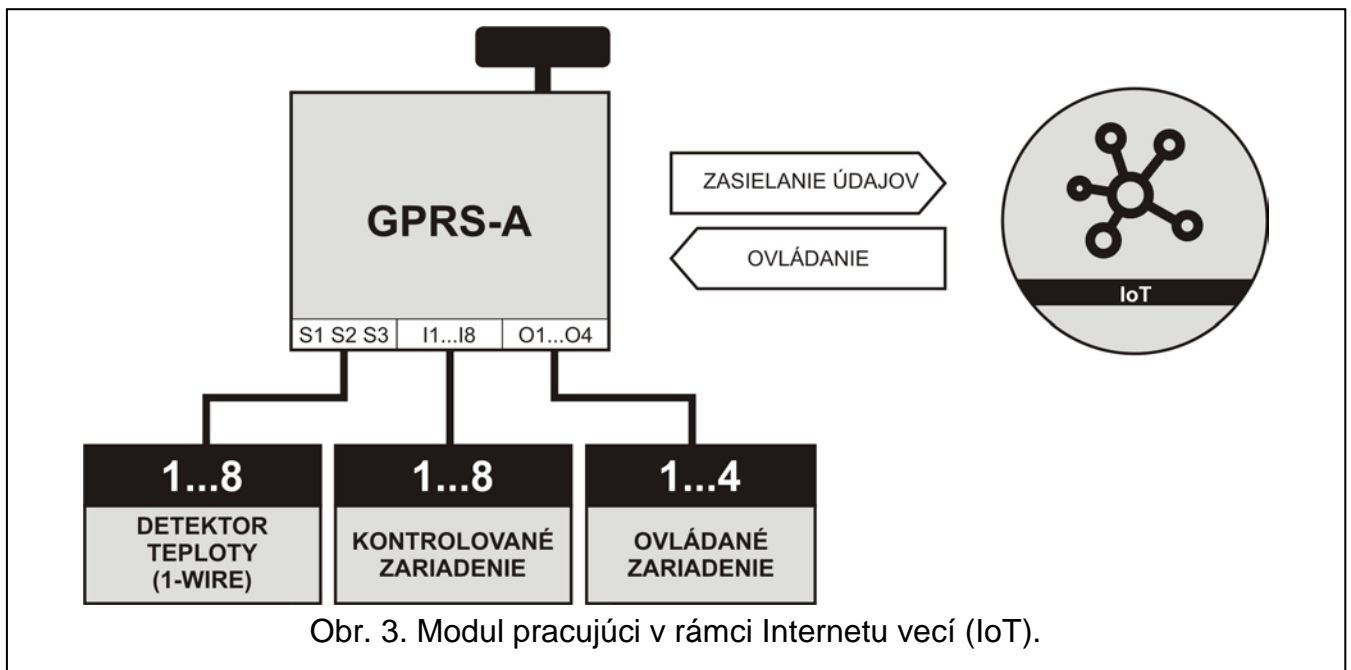 GPRS-A
S1 S2 S3 I1...I8 O1...O4
ZASIELANIE ÚDAJOV
OVLÁDANIE
IoT
1...8
DETEKTOR
TEPLOTY
(1-WIRE)
1...8
KONTROLOVANÉ
ZARIADENIE
1...4
OVLÁDANÉ
ZARIADENIE
Obr. 3. Modul pracujúci v rámci Internetu vecí (IoT).